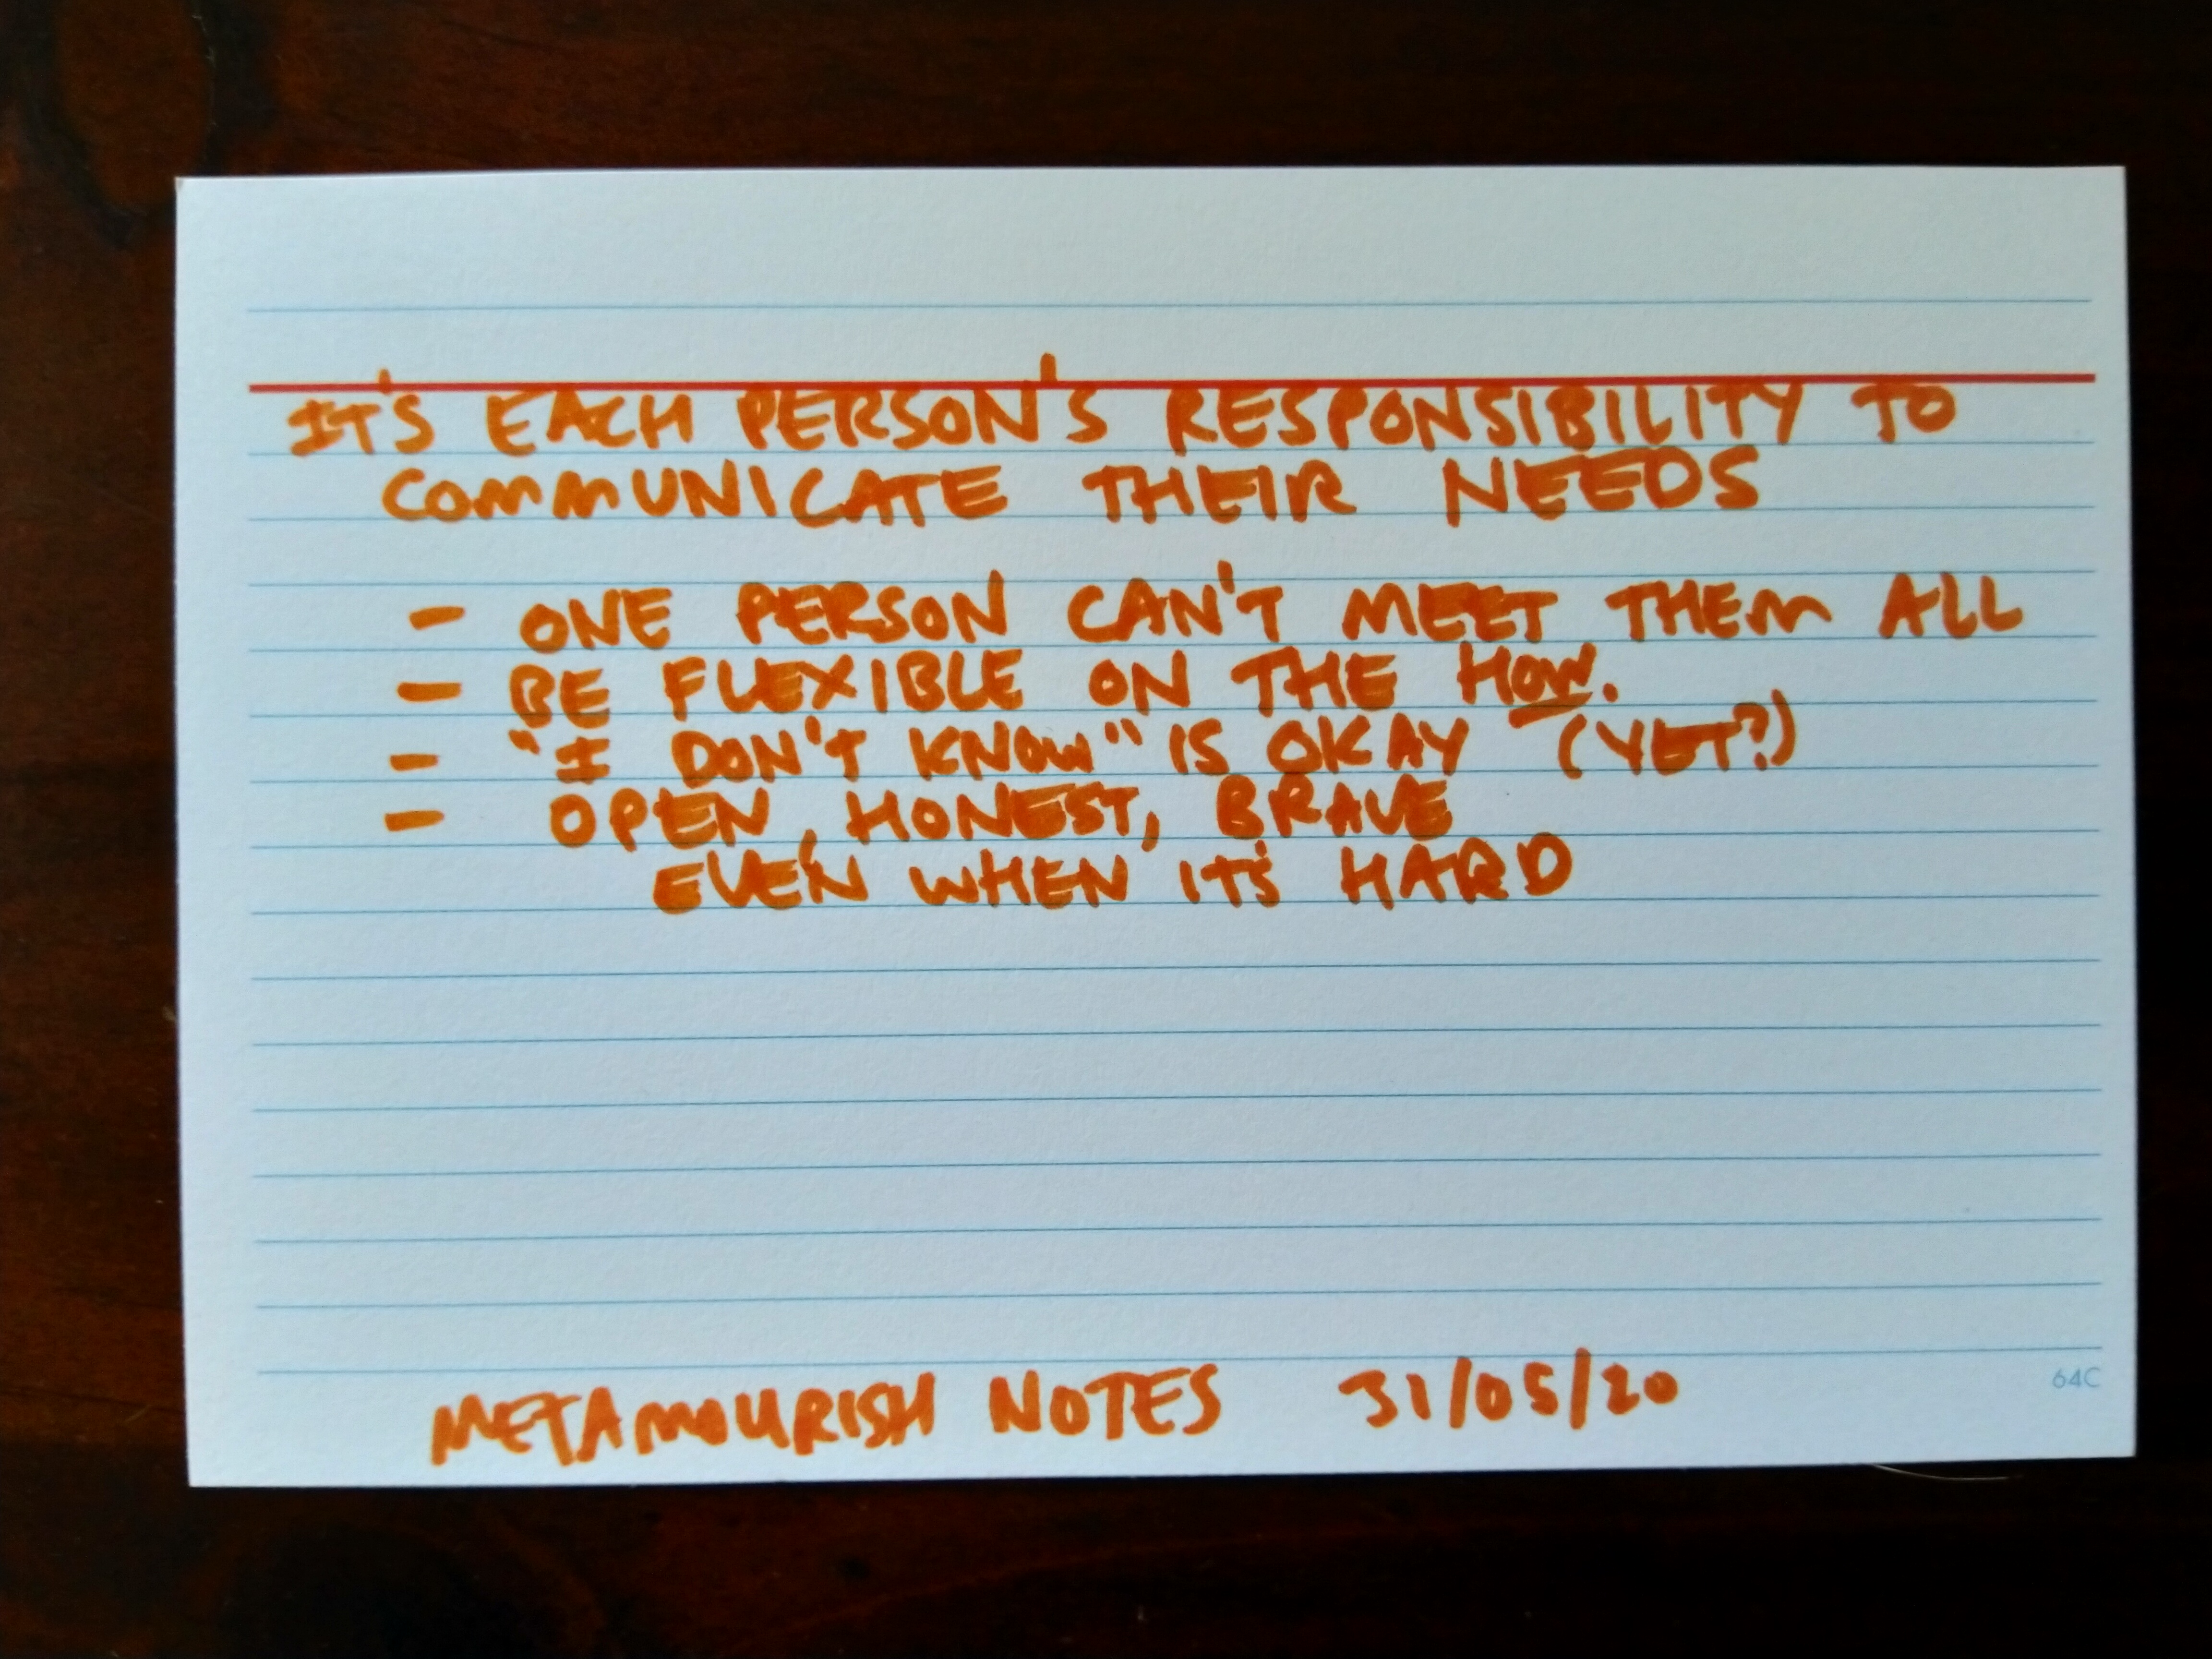 IT'S EACH PERSON'S RESPONSIBILITY TO
COMMUNICATE THEIR NEEDS
- ONE PERSON CAN'T MEET THEM ALL
- BE FLEXIBLE ON THE HOW.
- "I DON'T KNOW" IS OKAY (YET?)
- OPEN, HONEST, BRAVE
EVEN WHEN IT'S HARD
METAMOURISH NOTES 31/05/20
64C